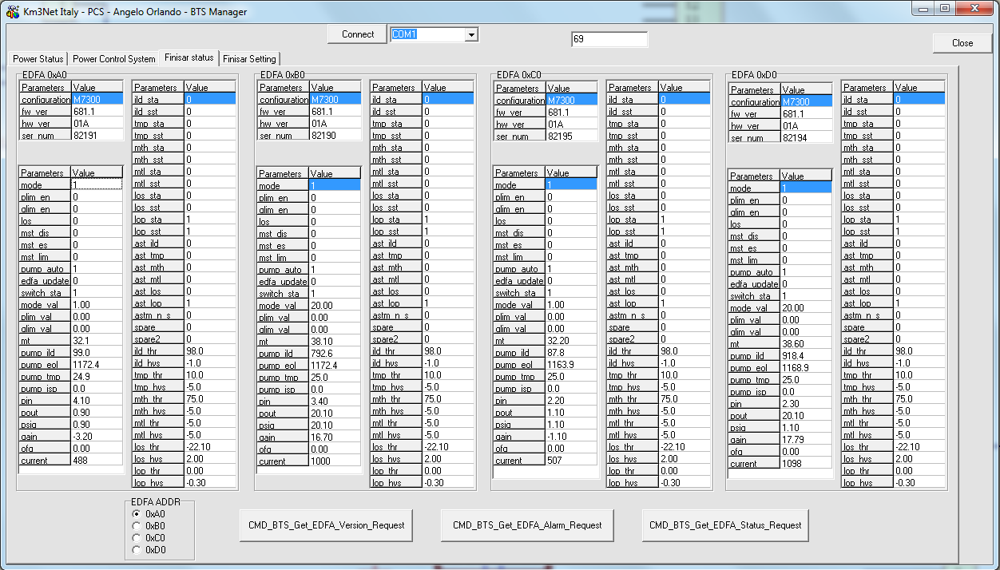 Km3Net Italy - PCS - Angelo Orlando - BTS Manager
Connect COM1 69 Close
Power Status Power Control System Finisar status Finisar Setting
EDFA 0xA0
Parameters Value
configuration M7300
fw_ver 681.1
hw_ver 01A
ser_num 82191
Parameters Value
mode 1
plim_en 0
glim_en 0
los 0
mst_dis 0
mst_es 0
mst_lim 0
pump_auto 1
edfa_update 0
switch_sta 1
mode_val 1.00
plim_val 0.00
glim_val 0.00
mt 32.1
pump_ild 99.0
pump_eol 1172.4
pump_tmp 24.9
pump_isp 0.0
pin 4.10
pout 0.90
psig 0.90
gain -3.20
ofg 0.00
current 488
Parameters Value
ild_sta 0
ild_sst 0
tmp_sta 0
tmp_sst 0
mth_sta 0
mth_sst 0
mtl_sta 0
mtl_sst 0
los_sta 0
los_sst 0
lop_sta 1
lop_sst 1
ast_ild 0
ast_tmp 0
ast_mth 0
ast_mtl 0
ast_los 0
ast_lop 1
astm_n_s 0
spare 0
spare2 0
ild_thr 98.0
ild_hys -1.0
tmp_thr 10.0
tmp_hys -5.0
mth_thr 75.0
mth_hys -5.0
mtl_thr -5.0
mtl_hys -5.0
los_thr -22.10
los_hys 2.00
lop_thr 0.00
lop_hys -0.30
EDFA 0xB0
Parameters Value
configuration M7300
fw_ver 681.1
hw_ver 01A
ser_num 82190
Parameters Value
mode 1
plim_en 0
glim_en 0
los 0
mst_dis 0
mst_es 0
mst_lim 0
pump_auto 1
edfa_update 0
switch_sta 1
mode_val 20.00
plim_val 0.00
glim_val 0.00
mt 38.10
pump_ild 792.6
pump_eol 1172.4
pump_tmp 25.0
pump_isp 0.0
pin 3.40
pout 20.10
psig 20.10
gain 16.70
ofg 0.00
current 1000
Parameters Value
ild_sta 0
ild_sst 0
tmp_sta 0
tmp_sst 0
mth_sta 0
mth_sst 0
mtl_sta 0
mtl_sst 0
los_sta 0
los_sst 0
lop_sta 1
lop_sst 1
ast_ild 0
ast_tmp 0
ast_mth 0
ast_mtl 0
ast_los 0
ast_lop 1
astm_n_s 0
spare 0
spare2 0
ild_thr 98.0
ild_hys -1.0
tmp_thr 10.0
tmp_hys -5.0
mth_thr 75.0
mth_hys -5.0
mtl_thr -5.0
mtl_hys -5.0
los_thr -22.10
los_hys 2.00
lop_thr 0.00
lop_hys -0.30
EDFA 0xC0
Parameters Value
configuration M7300
fw_ver 681.1
hw_ver 01A
ser_num 82195
Parameters Value
mode 1
plim_en 0
glim_en 0
los 0
mst_dis 0
mst_es 0
mst_lim 0
pump_auto 1
edfa_update 0
switch_sta 1
mode_val 1.00
plim_val 0.00
glim_val 0.00
mt 32.20
pump_ild 87.8
pump_eol 1163.9
pump_tmp 25.0
pump_isp 0.0
pin 2.20
pout 1.10
psig 1.10
gain -1.10
ofg 0.00
current 507
Parameters Value
ild_sta 0
ild_sst 0
tmp_sta 0
tmp_sst 0
mth_sta 0
mth_sst 0
mtl_sta 0
mtl_sst 0
los_sta 0
los_sst 0
lop_sta 1
lop_sst 1
ast_ild 0
ast_tmp 0
ast_mth 0
ast_mtl 0
ast_los 0
ast_lop 1
astm_n_s 0
spare 0
spare2 0
ild_thr 98.0
ild_hys -1.0
tmp_thr 10.0
tmp_hys -5.0
mth_thr 75.0
mth_hys -5.0
mtl_thr -5.0
mtl_hys -5.0
los_thr -22.10
los_hys 2.00
lop_thr 0.00
lop_hys -0.30
EDFA 0xD0
Parameters Value
configuration M7300
fw_ver 681.1
hw_ver 01A
ser_num 82194
Parameters Value
mode 1
plim_en 0
glim_en 0
los 0
mst_dis 0
mst_es 0
mst_lim 0
pump_auto 1
edfa_update 0
switch_sta 1
mode_val 20.00
plim_val 0.00
glim_val 0.00
mt 38.60
pump_ild 918.4
pump_eol 1168.9
pump_tmp 25.0
pump_isp 0.0
pin 2.30
pout 20.10
psig 1.10
gain 17.79
ofg 0.00
current 1098
Parameters Value
ild_sta 0
ild_sst 0
tmp_sta 0
tmp_sst 0
mth_sta 0
mth_sst 0
mtl_sta 0
mtl_sst 0
los_sta 0
los_sst 0
lop_sta 1
lop_sst 1
ast_ild 0
ast_tmp 0
ast_mth 0
ast_mtl 0
ast_los 0
ast_lop 1
astm_n_s 0
spare 0
spare2 0
ild_thr 98.0
ild_hys -1.0
tmp_thr 10.0
tmp_hys -5.0
mth_thr 75.0
mth_hys -5.0
mtl_thr -5.0
mtl_hys -5.0
los_thr -22.10
los_hys 2.00
lop_thr 0.00
lop_hys -0.30
EDFA ADDR
0xA0
0xB0
0xC0
0xD0
CMD_BTS_Get_EDFA_Version_Request CMD_BTS_Get_EDFA_Alarm_Request CMD_BTS_Get_EDFA_Status_Request